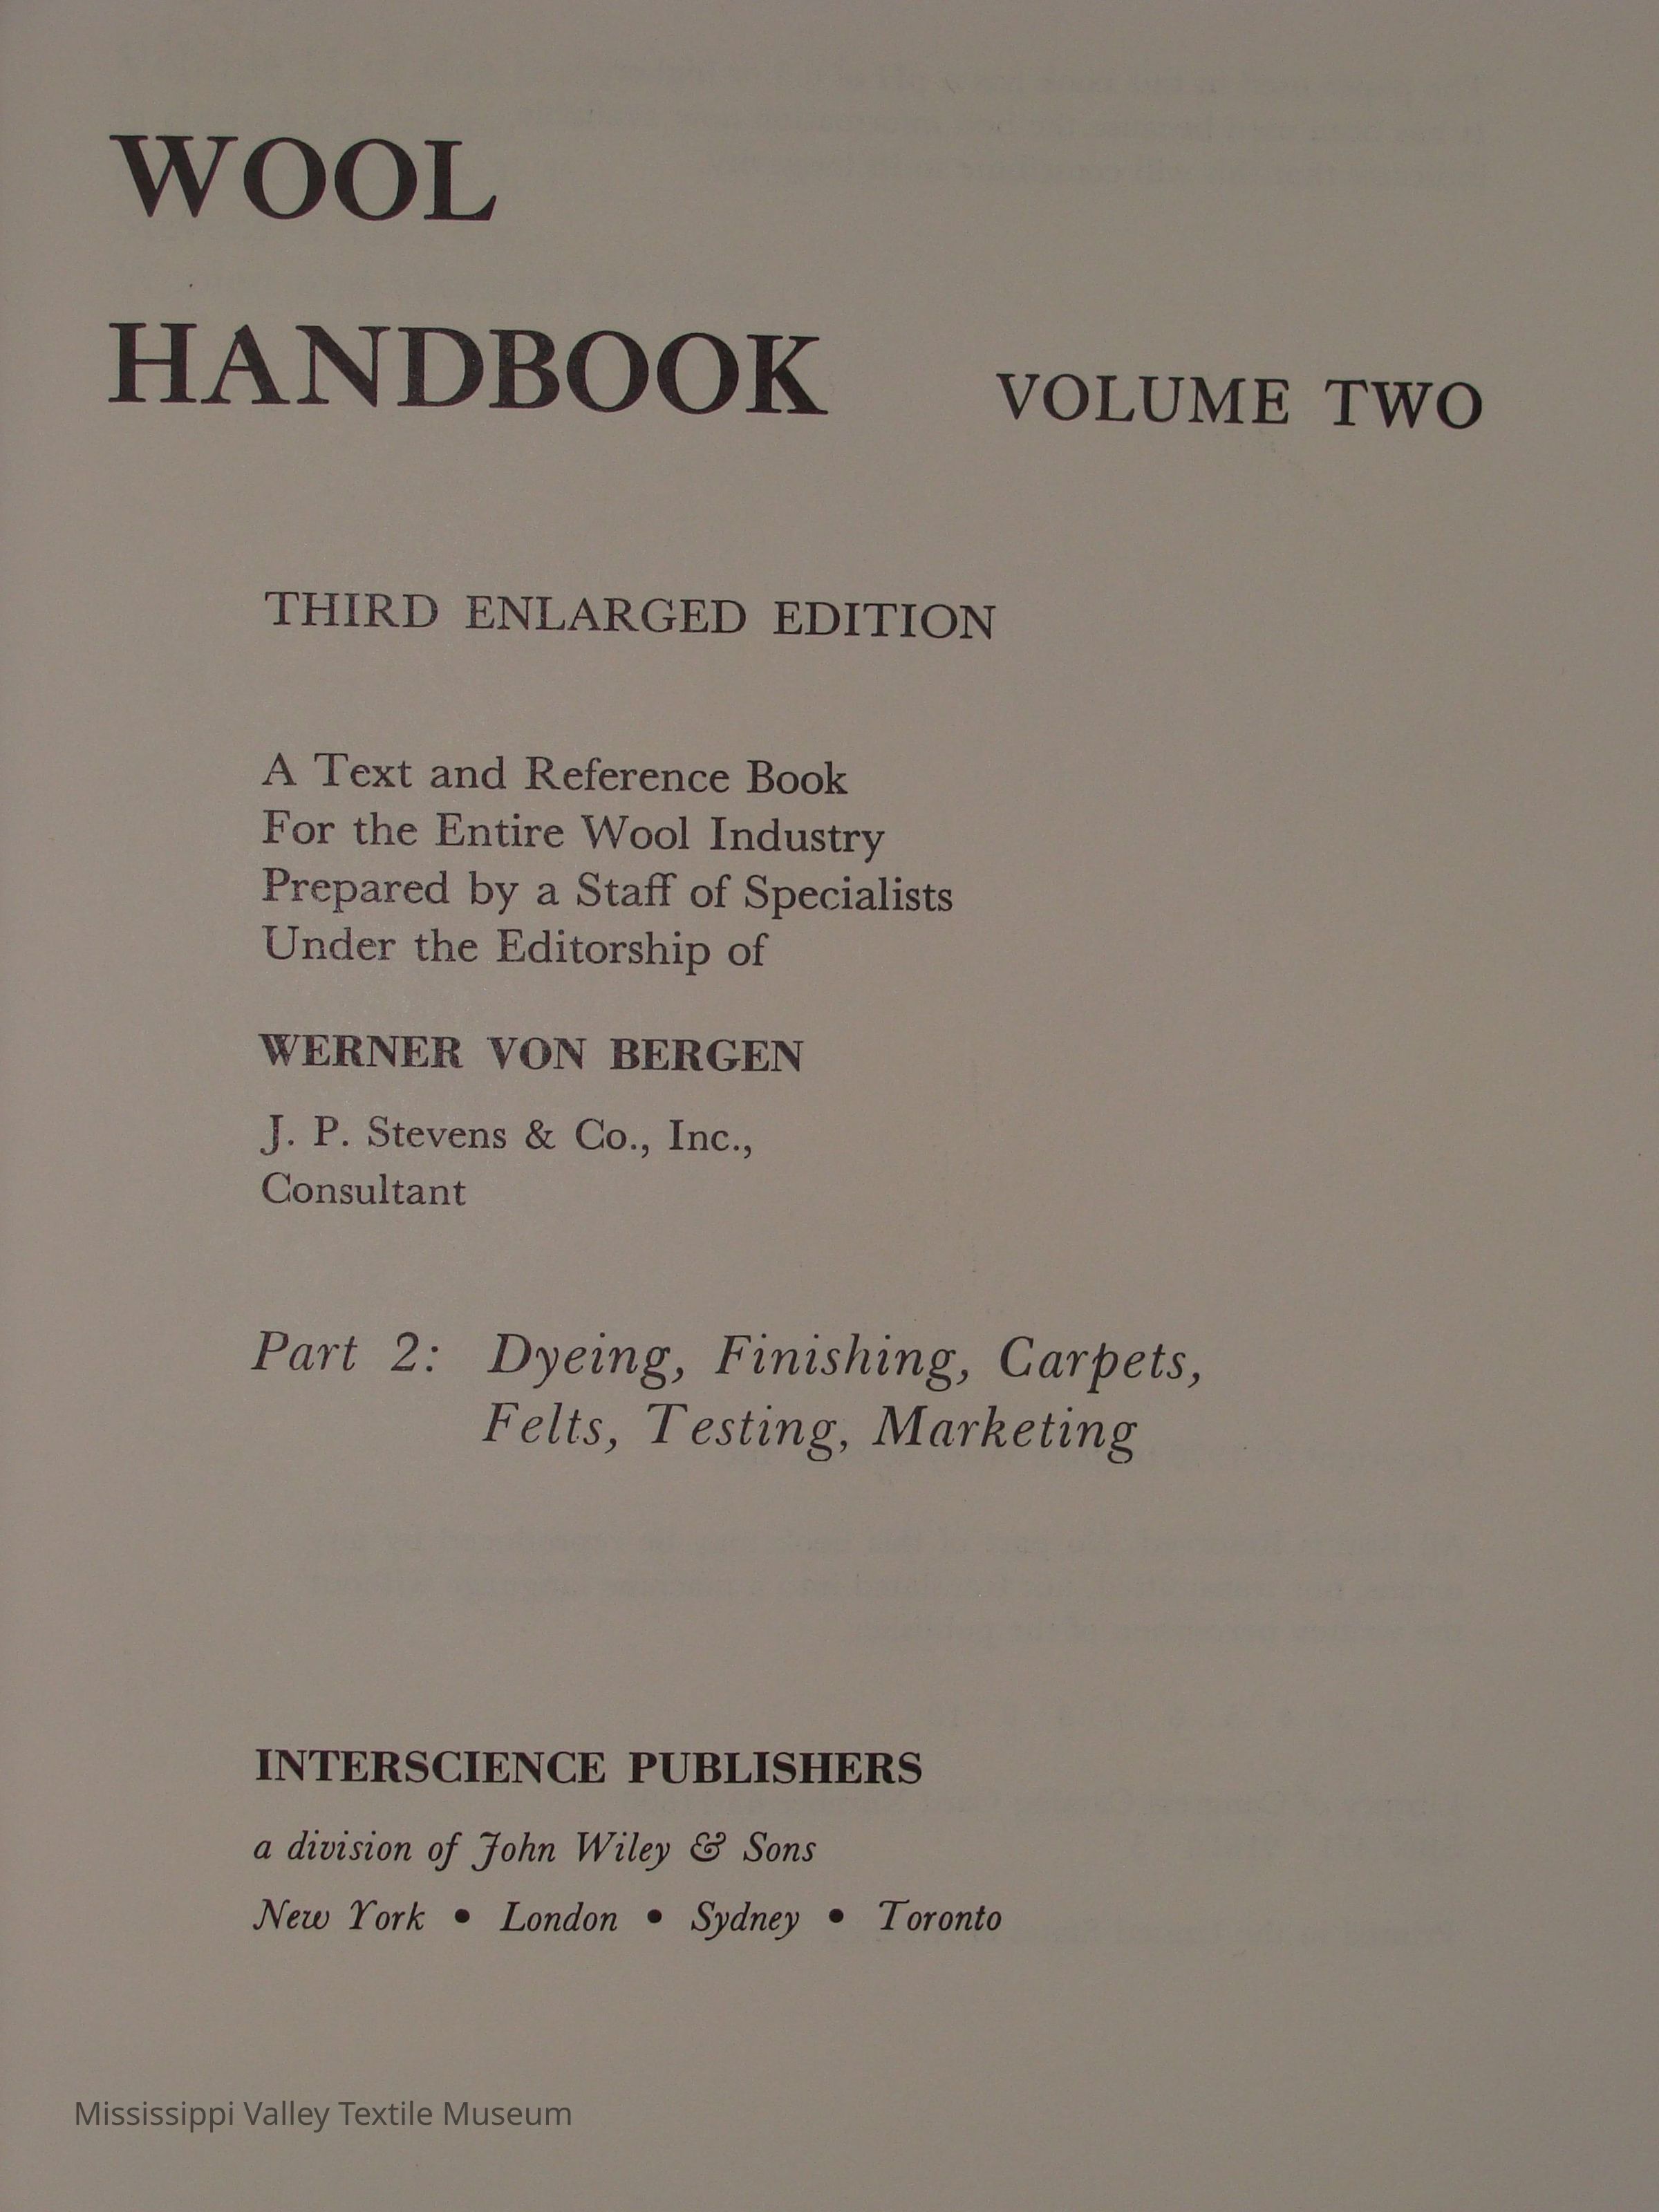 WOOL
HANDBOOK VOLUME TWO
THIRD ENLARGED EDITION
A Text and Reference Book
For the Entire Wool Industry
Prepared by a Staff of Specialists
Under the Editorship of
WERNER VON BERGEN
J. P. Stevens & Co., Inc.,
Consultant
Part 2: Dyeing, Finishing, Carpets,
Felts, Testing, Marketing
INTERSCIENCE PUBLISHERS
a division of John Wiley & Sons
New York • London • Sydney • Toronto
Mississippi Valley Textile Museum